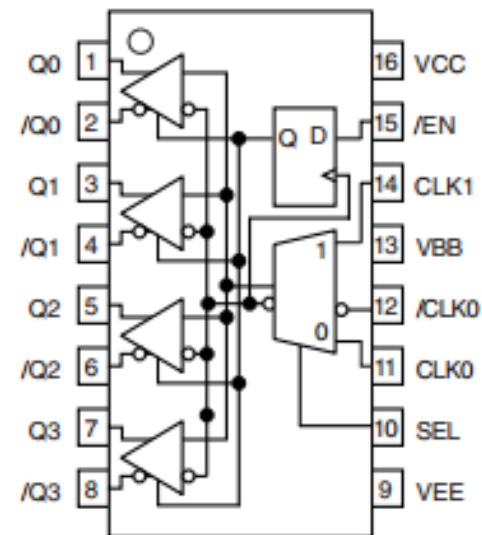 Q0 1 16 VCC
/Q0 2 Q D 15 /EN
Q1 3 14 CLK1
/Q1 4 1 13 VBB
Q2 5 12 /CLK0
/Q2 6 0 11 CLK0
Q3 7 10 SEL
/Q3 8 9 VEE